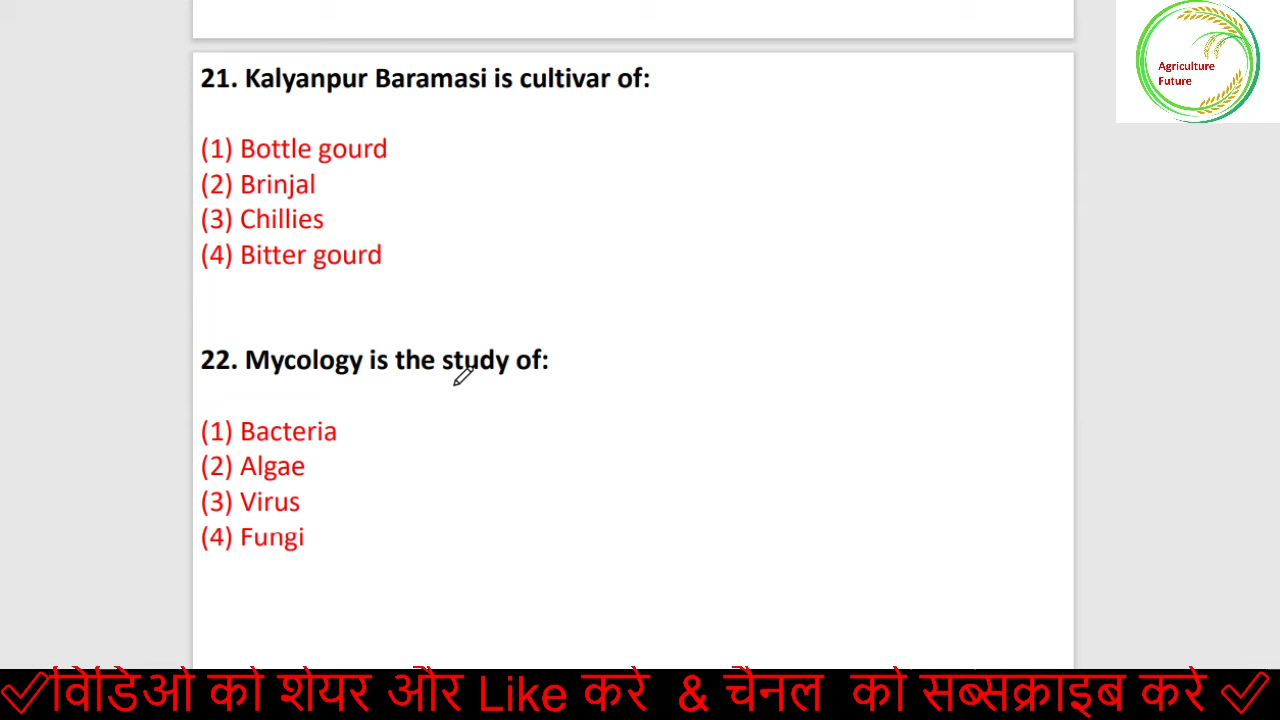 21. Kalyanpur Baramasi is cultivar of:
(1) Bottle gourd
(2) Brinjal
(3) Chillies
(4) Bitter gourd
22. Mycology is the study of:
(1) Bacteria
(2) Algae
(3) Virus
(4) Fungi
Agriculture
Future
✓विडिओ को शेयर और Like करे & चैनल को सब्सक्राइब करे ✓